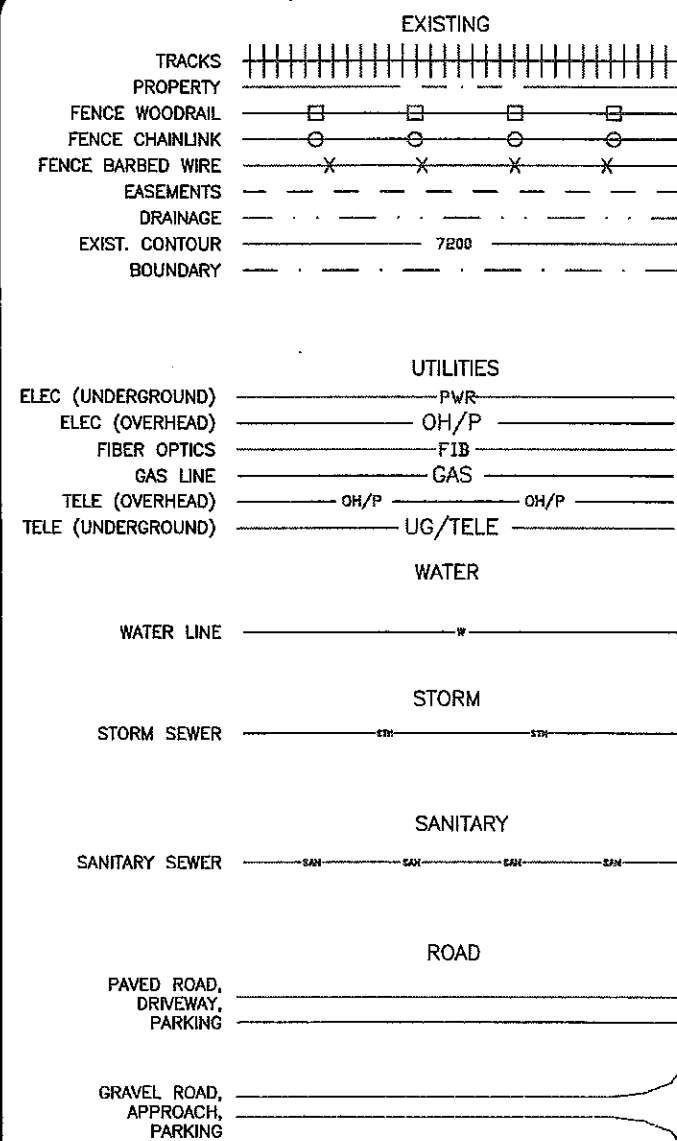 EXISTING
TRACKS
PROPERTY
FENCE WOODRAIL
FENCE CHAINLINK
FENCE BARBED WIRE
EASEMENTS
DRAINAGE
EXIST. CONTOUR 7200
BOUNDARY
UTILITIES
ELEC (UNDERGROUND) PWR
ELEC (OVERHEAD) OH/P
FIBER OPTICS FIB
GAS LINE GAS
TELE (OVERHEAD) OH/P OH/P
TELE (UNDERGROUND) UG/TELE
WATER
WATER LINE W
STORM
STORM SEWER STM STM
SANITARY
SANITARY SEWER SAN SAN SAN SAN
ROAD
PAVED ROAD,
DRIVEWAY,
PARKING
GRAVEL ROAD,
APPROACH,
PARKING